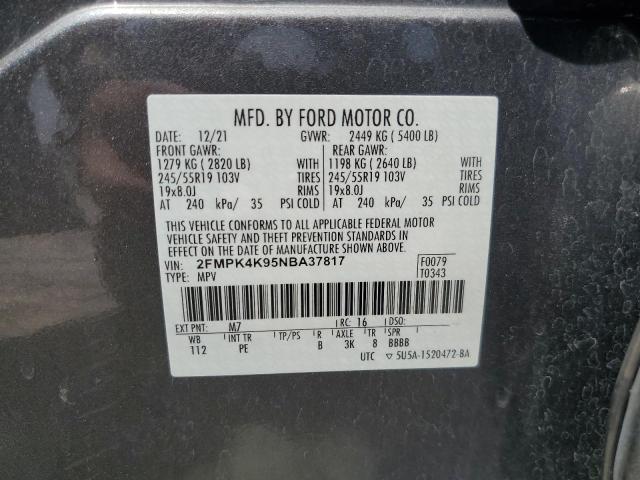 MFD. BY FORD MOTOR CO.
DATE: 12/21 GVWR: 2449 KG ( 5400 LB)
FRONT GAWR: REAR GAWR:
1279 KG ( 2820 LB) WITH 1198 KG ( 2640 LB) WITH
245/55R19 103V TIRES 245/55R19 103V TIRES
19x8.0J RIMS 19x8.0J RIMS
AT 240 kPa/ 35 PSI COLD AT 240 kPa/ 35 PSI COLD
THIS VEHICLE CONFORMS TO ALL APPLICABLE FEDERAL MOTOR
VEHICLE SAFETY AND THEFT PREVENTION STANDARDS IN
EFFECT ON THE DATE OF MANUFACTURE SHOWN ABOVE.
VIN: 2FMPK4K95NBA37817 F0079
TYPE: MPV T0343
EXT PNT: M7 RC: 16 DSO:
WB INT TR TP/PS R AXLE TR SPR
112 PE B 3K 8 BBBB
UTC ▽ 5U5A-1520472-BA